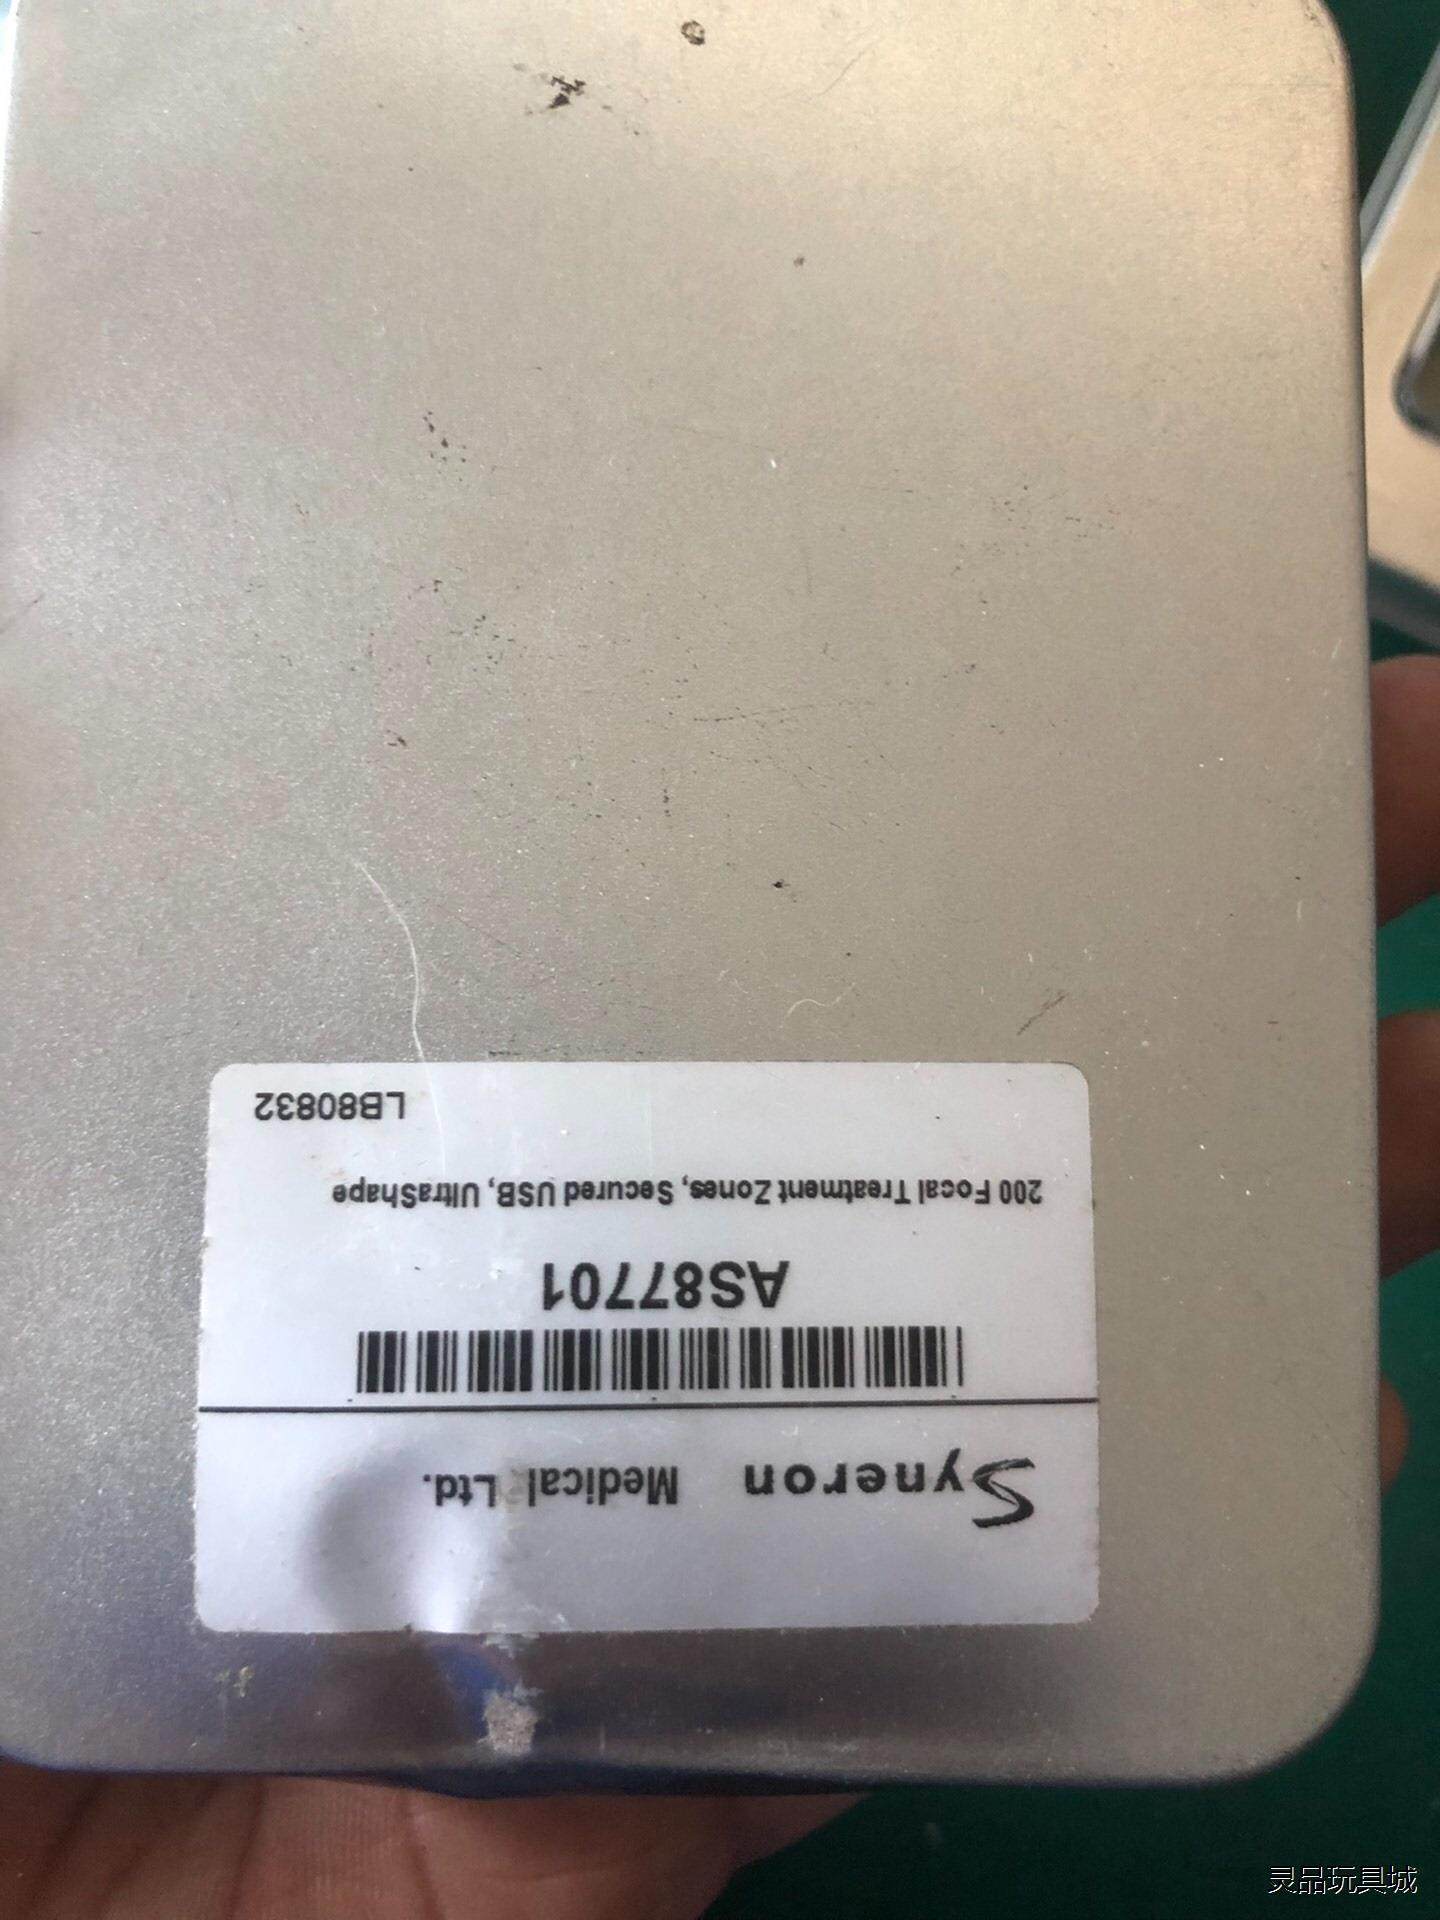 Syneron Medical Ltd.
AS87701
200 Focal Treatment Zones, Secured USB, UltraShape
LB80832
灵品玩具城